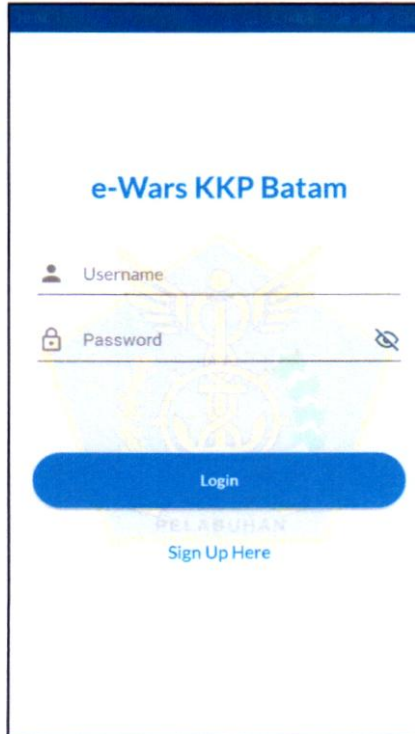 e-Wars KKP Batam
Username
Password
Login
PELABUHAN
Sign Up Here